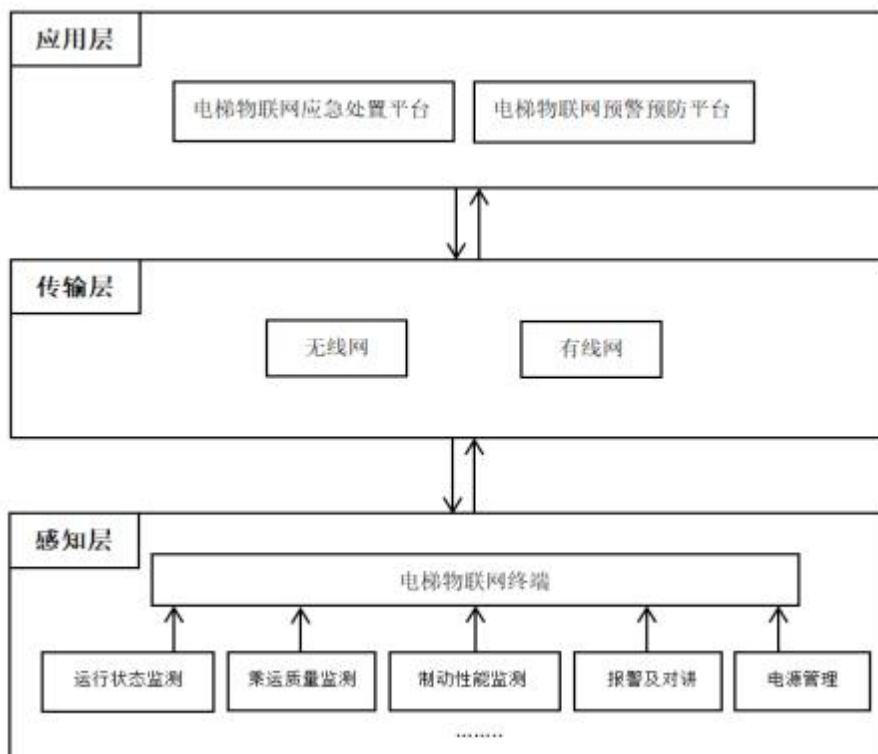 应用层
电梯物联网应急处置平台
电梯物联网预警预防平台
传输层
无线网
有线网
感知层
电梯物联网终端
运行状态监测
乘运质量监测
制动性能监测
报警及对讲
电源管理
........